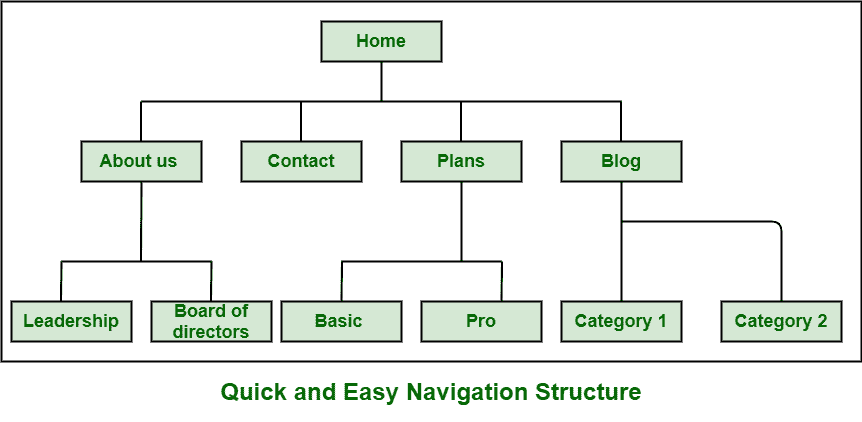 Home
About us
Contact
Plans
Blog
Leadership
Board of
directors
Basic
Pro
Category 1
Category 2
Quick and Easy Navigation Structure